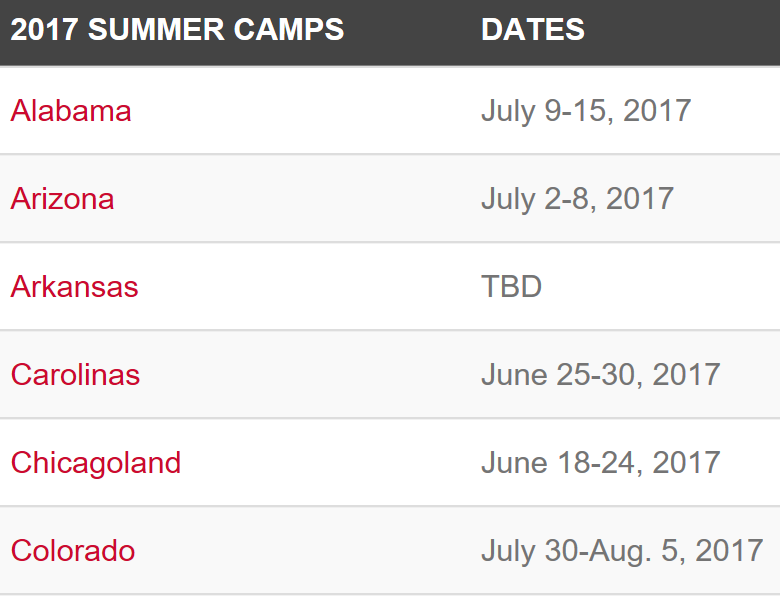 2017 SUMMER CAMPS DATES
Alabama July 9-15, 2017
Arizona July 2-8, 2017
Arkansas TBD
Carolinas June 25-30, 2017
Chicagoland June 18-24, 2017
Colorado July 30-Aug. 5, 2017